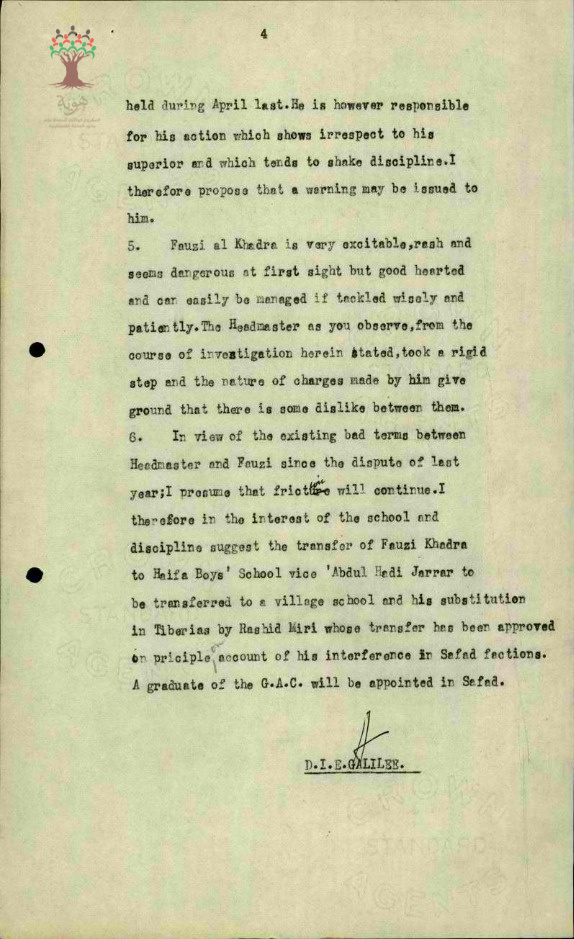 4
هوية
held during April last.He is however responsible
for his action which shows irrespect to his
superior and which tends to shake discipline.I
therefore propose that a warning may be issued to
him.
5. Fauzi al Khadra is very excitable,rash and
seems dangerous at first sight but good hearted
and can easily be managed if tackled wisely and
patiently.The Headmaster as you observe,from the
course of investigation herein stated,took a rigid
step and the nature of charges made by him give
ground that there is some dislike between them.
6. In view of the existing bad terms between
Headmaster and Fauzi since the dispute of last
year;I presume that friction will continue.I
therefore in the interest of the school and
discipline suggest the transfer of Fauzi Khadra
to Haifa Boys' School vice 'Abdul Hadi Jarrar to
be transferred to a village school and his substitution
in Tiberias by Rashid Miri whose transfer has been approved
on priciple, on account of his interference in Safad factions.
A graduate of the G.A.C. will be appointed in Safad.
D.I.E.GALILEE.